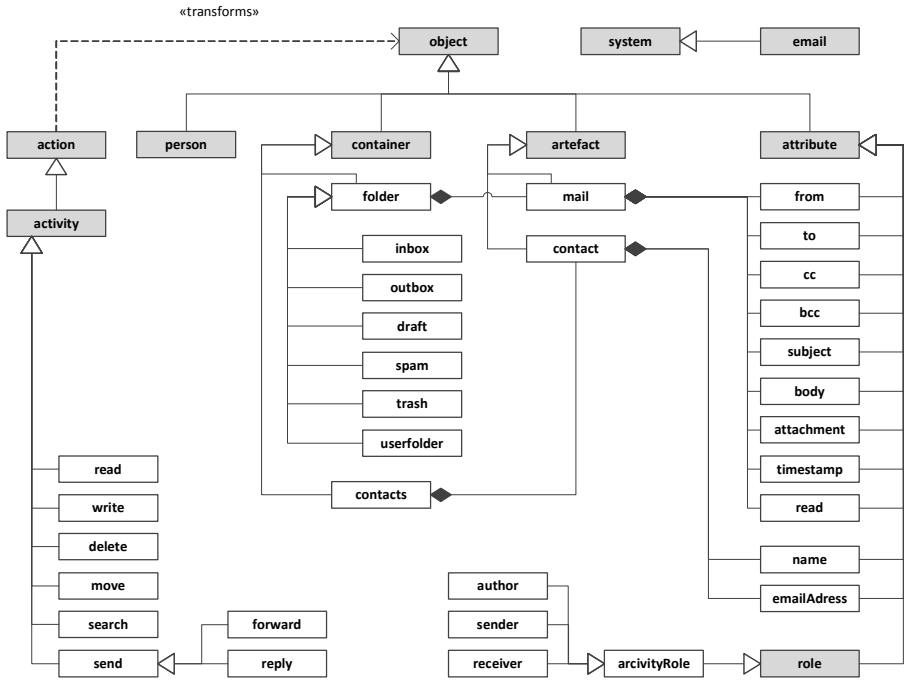 «transforms»
object
system
email
action
person
container
artefact
attribute
folder
mail
from
activity
to
inbox
contact
cc
outbox
bcc
draft
subject
spam
body
trash
attachment
userfolder
timestamp
read
contacts
read
write
delete
name
move
author
emailAdress
search
forward
sender
send
reply
receiver
arcivityRole
role